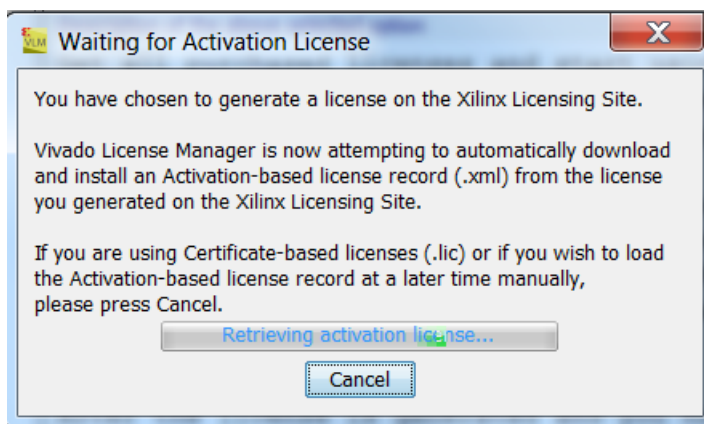 VLM
Waiting for Activation License
You have chosen to generate a license on the Xilinx Licensing Site.
Vivado License Manager is now attempting to automatically download
and install an Activation-based license record (.xml) from the license
you generated on the Xilinx Licensing Site.
If you are using Certificate-based licenses (.lic) or if you wish to load
the Activation-based license record at a later time manually,
please press Cancel.
Retrieving activation license...
Cancel